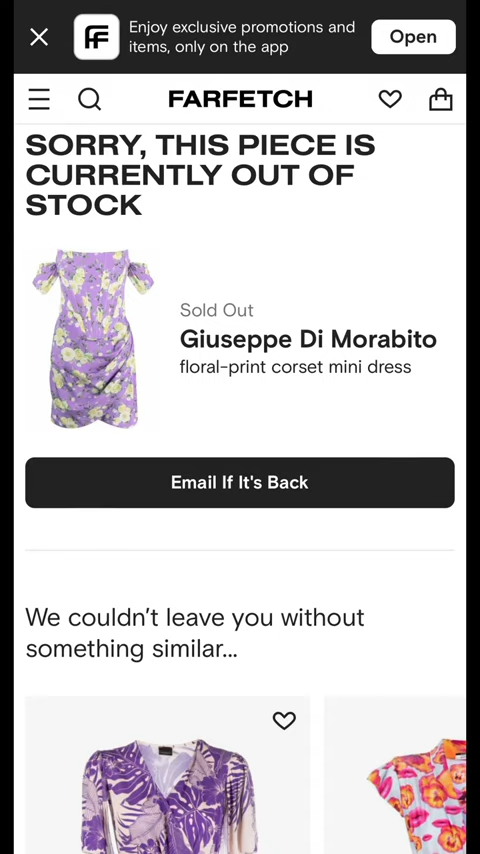 Enjoy exclusive promotions and
items, only on the app
Open
FARFETCH
SORRY, THIS PIECE IS
CURRENTLY OUT OF
STOCK
Sold Out
Giuseppe Di Morabito
floral-print corset mini dress
Email If It's Back
We couldn't leave you without
something similar...